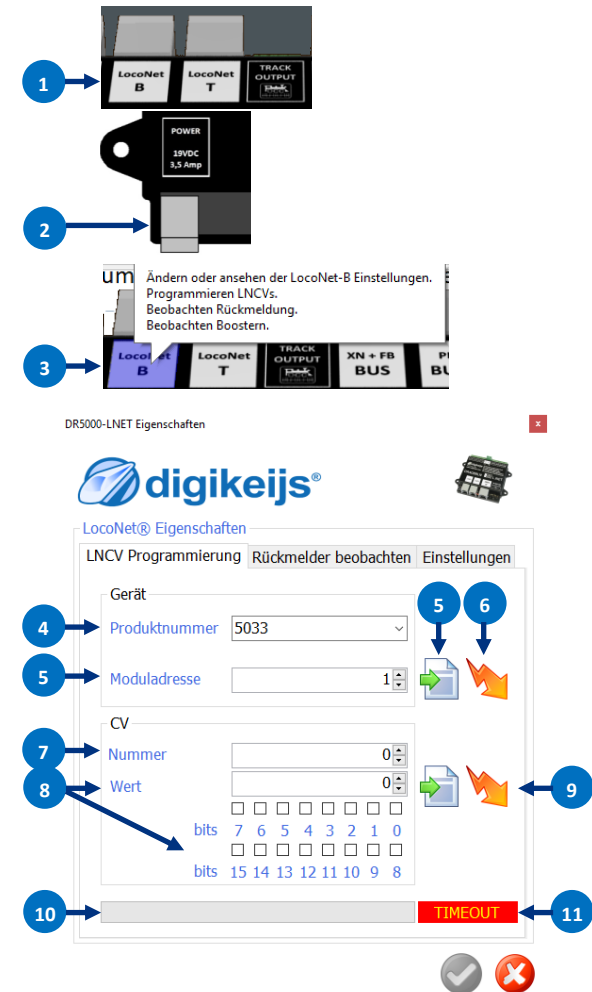 LocoNet B
LocoNet T
TRACK OUTPUT
1
POWER
19VDC
3,5 Amp
2
um
Ändern oder ansehen der LocoNet-B Einstellungen.
Programmieren LNCVs.
Beobachten Rückmeldung.
Beobachten Boostern.
3
B
LocoNet T
TRACK OUTPUT
XN + FB BUS
DR5000-LNET Eigenschaften
x
digikeijs®
LocoNet® Eigenschaften
LNCV Programmierung Rückmelder beobachten Einstellungen
Gerät
5 6
4 Produktnummer 5033
5 Moduladresse 1
CV
7 Nummer 0
8 Wert 0
9
bits 7 6 5 4 3 2 1 0
bits 15 14 13 12 11 10 9 8
10 TIMEOUT 11